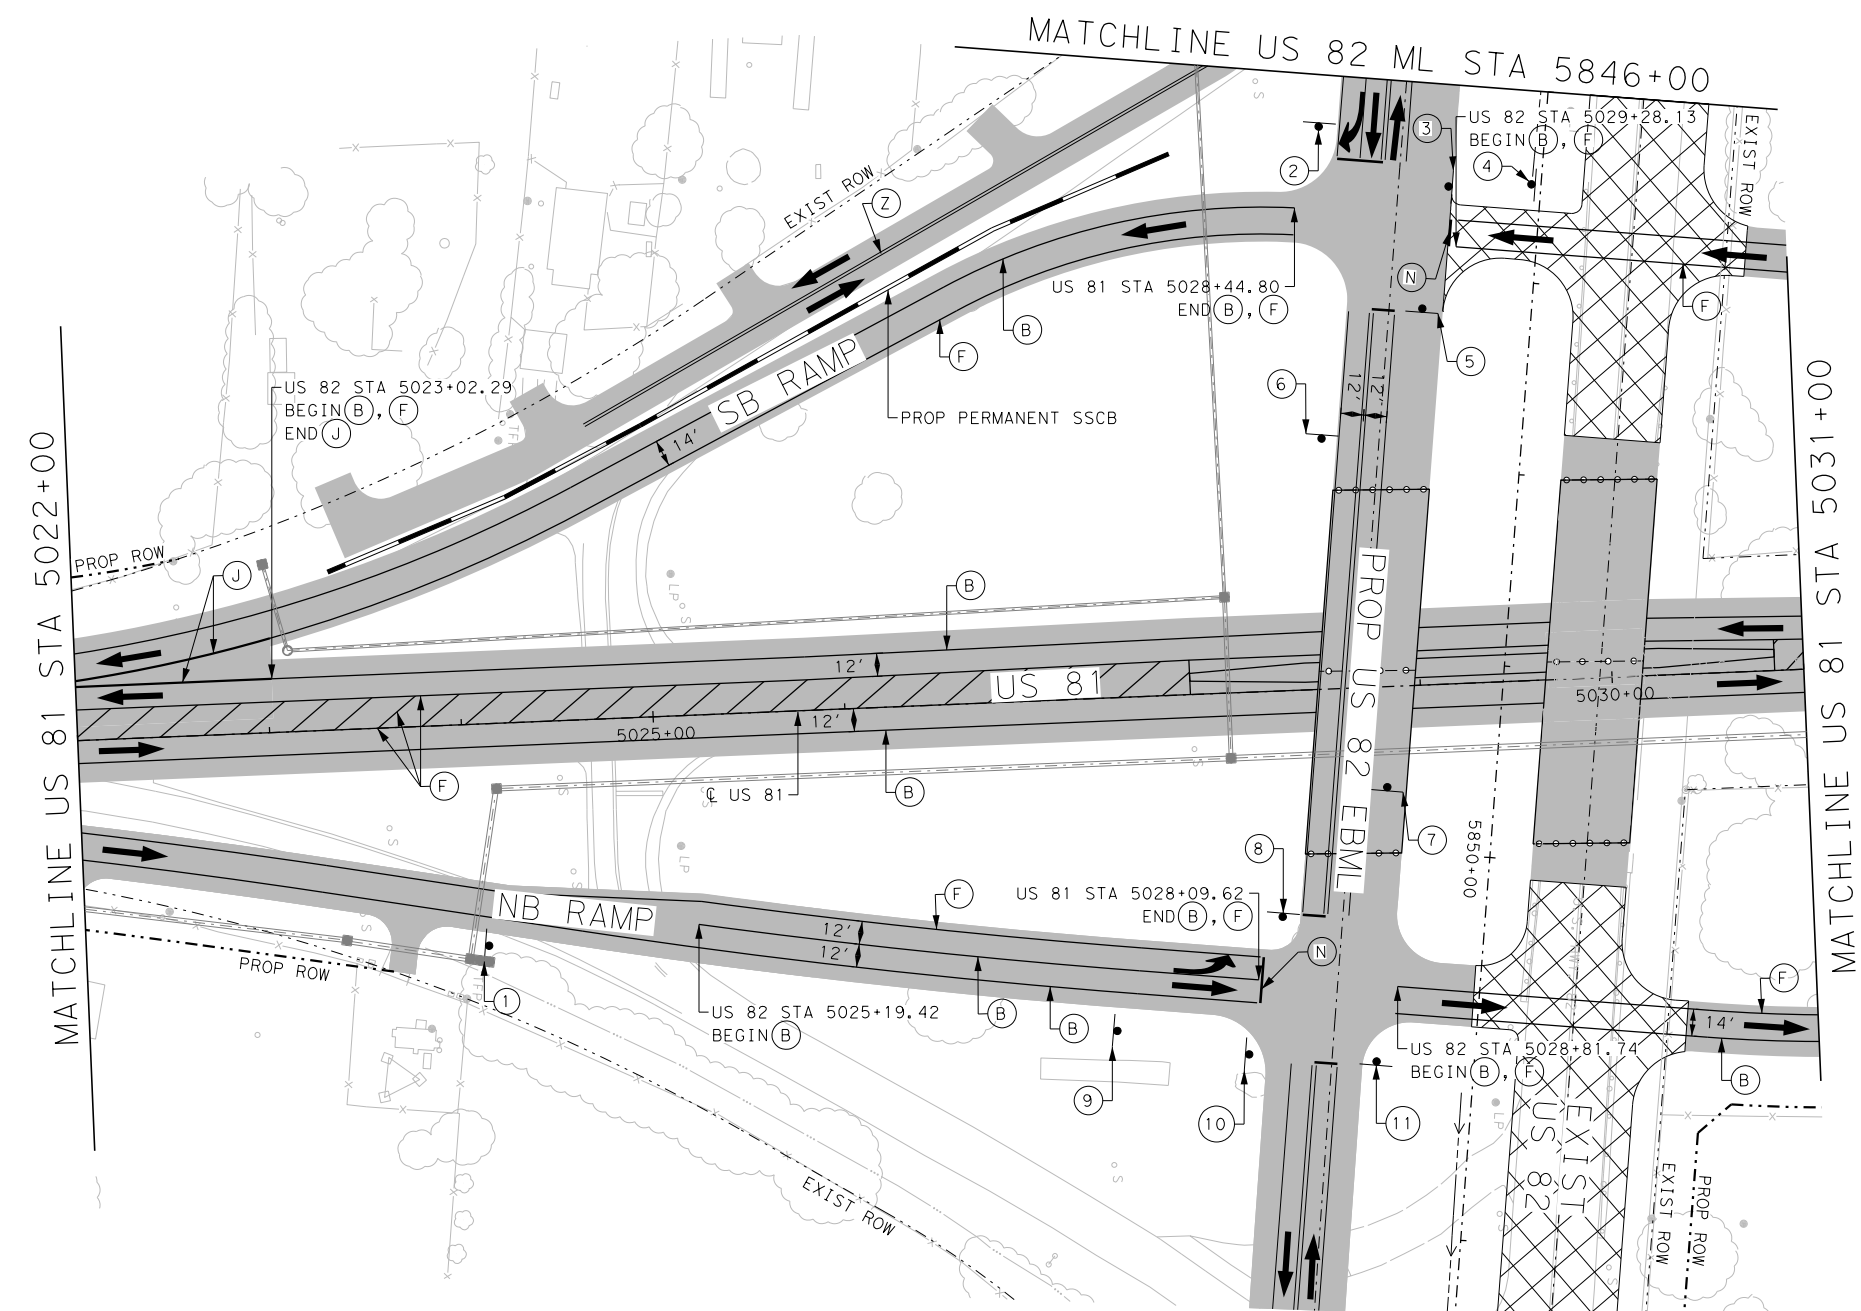 MATCHLINE US 82 ML STA 5846+00
US 82 STA 5029+28.13
BEGIN B, F
3
4
2
EXIST ROW
EXIST ROW
Z
N
F
US 81 STA 5028+44.80
END B, F
B
F
5
6
12'
12'
SB RAMP
PROP PERMANENT SSCB
14'
US 82 STA 5023+02.29
BEGIN B, F
END J
MATCHLINE US 81 STA 5022+00
MATCHLINE US 81 STA 5031+00
PROP ROW
J
B
LP
S
12'
US 81
12'
5025+00
5030+00
PROP US 82 EBML
F
℄ US 81
B
S
S
S
7
5850+00
8
US 81 STA 5028+09.62
END B, F
F
NB RAMP
12'
12'
LP
S
S
S
N
F
PROP ROW
1
US 82 STA 5025+19.42
BEGIN B
B
B
14'
US 82 STA 5028+81.74
BEGIN B, F
B
9
10
11
LP
EXIST
US 82
EXIST ROW
EXIST ROW
PROP ROW
S